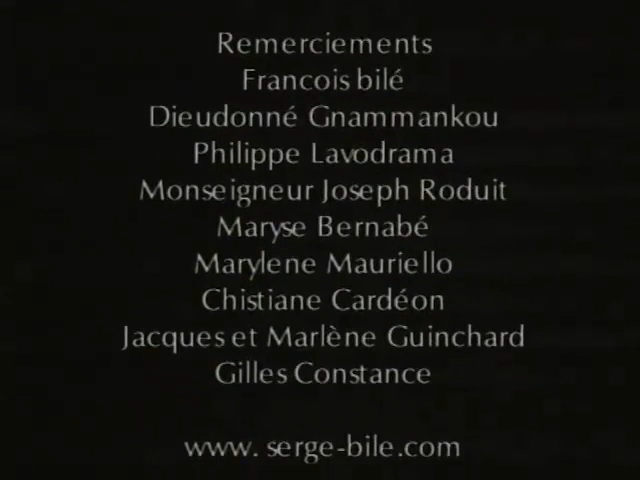 Remerciements
Francois bilé
Dieudonné Gnammankou
Philippe Lavodrama
Monseigneur Joseph Roduit
Maryse Bernabé
Marylene Mauriello
Chistiane Cardéon
Jacques et Marlène Guinchard
Gilles Constance
www. serge-bile.com